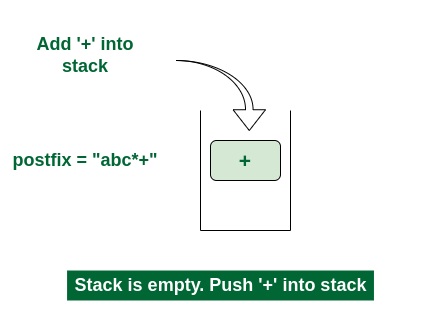 Add '+' into
stack
postfix = "abc*+"
+
Stack is empty. Push '+' into stack